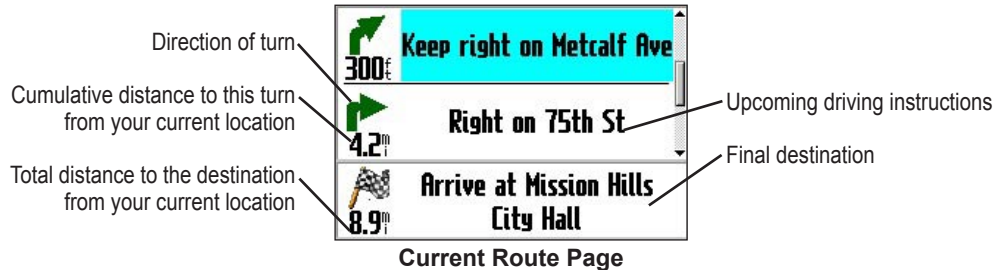 Direction of turn
Cumulative distance to this turn
from your current location
Total distance to the destination
from your current location
Keep right on Metcalf Ave
300ft
Right on 75th St
4.2mi
Arrive at Mission Hills
City Hall
8.9mi
Upcoming driving instructions
Final destination
Current Route Page